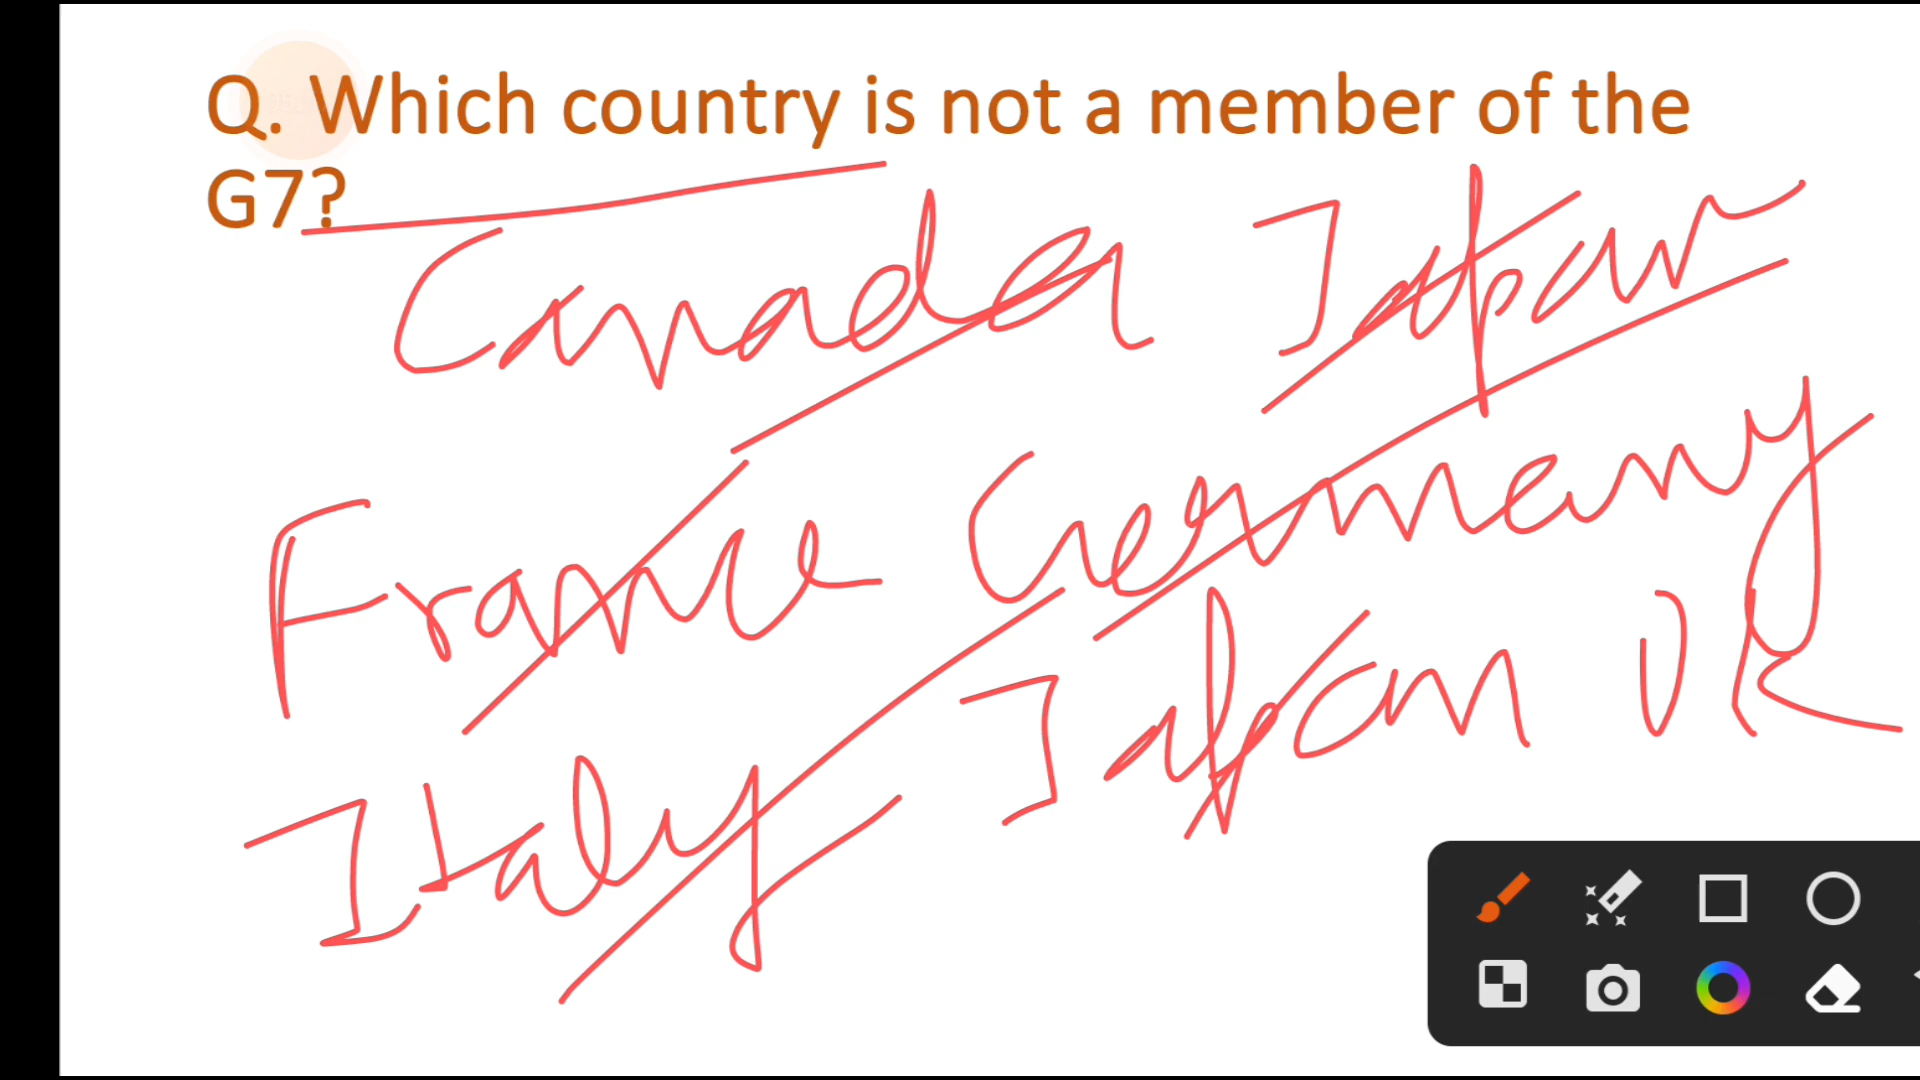 Q. Which country is not a member of the
G7?
Canada Japan
France Germany
Italy Japan UK